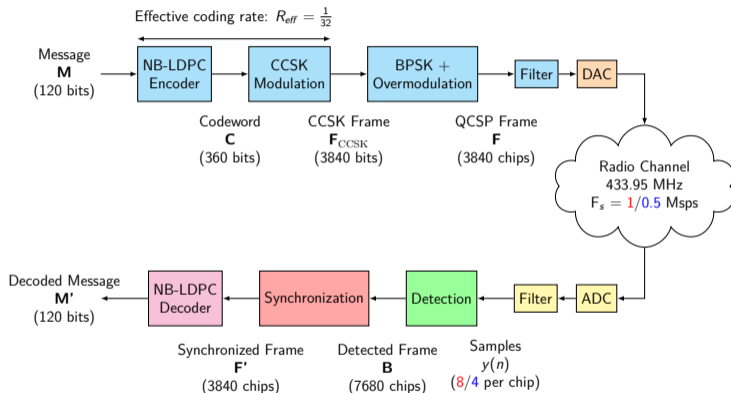 Effective coding rate: R_eff = 1/32
Message
M
(120 bits)
NB-LDPC
Encoder
CCSK
Modulation
BPSK +
Overmodulation
Filter
DAC
Codeword
C
(360 bits)
CCSK Frame
F_CCSK
(3840 bits)
QCSP Frame
F
(3840 chips)
Radio Channel
433.95 MHz
F_s = 1/0.5 Msps
Decoded Message
M'
(120 bits)
NB-LDPC
Decoder
Synchronization
Detection
Filter
ADC
Synchronized Frame
F'
(3840 chips)
Detected Frame
B
(7680 chips)
Samples
y(n)
(8/4 per chip)